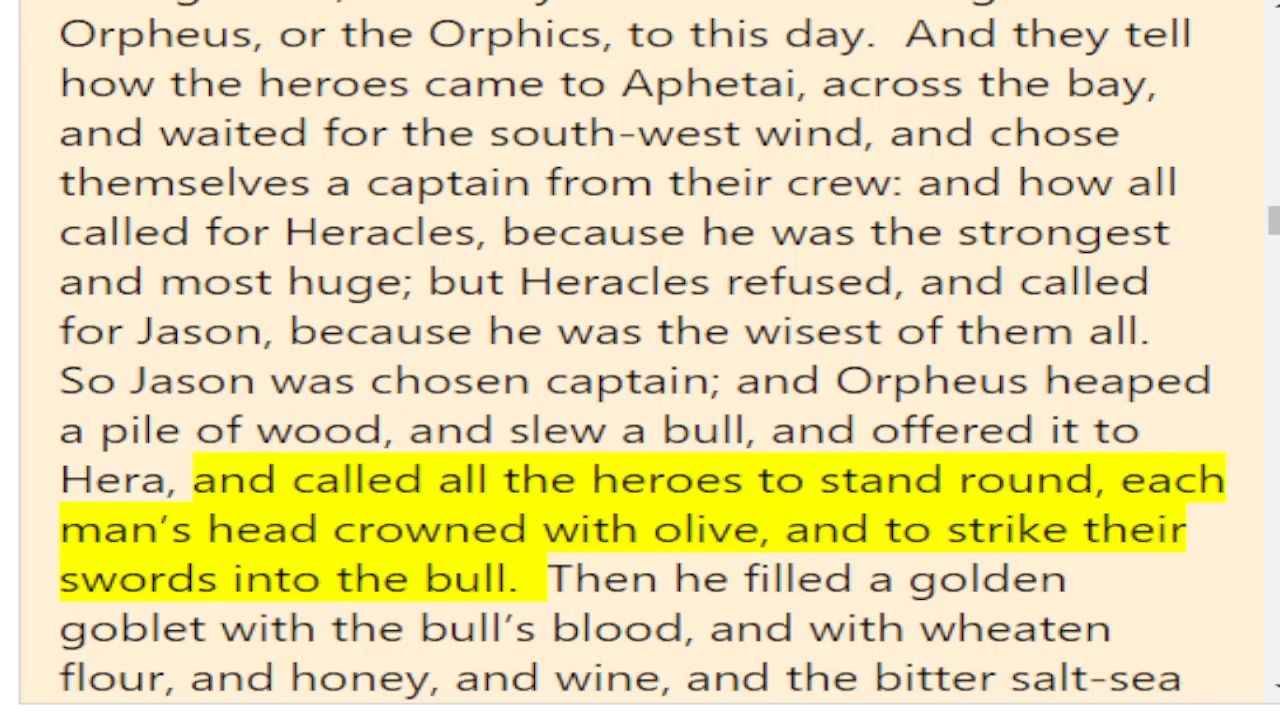 Orpheus, or the Orphics, to this day.  And they tell
how the heroes came to Aphetai, across the bay,
and waited for the south-west wind, and chose
themselves a captain from their crew: and how all
called for Heracles, because he was the strongest
and most huge; but Heracles refused, and called
for Jason, because he was the wisest of them all.
So Jason was chosen captain; and Orpheus heaped
a pile of wood, and slew a bull, and offered it to
Hera, and called all the heroes to stand round, each
man’s head crowned with olive, and to strike their
swords into the bull.  Then he filled a golden
goblet with the bull’s blood, and with wheaten
flour, and honey, and wine, and the bitter salt-sea